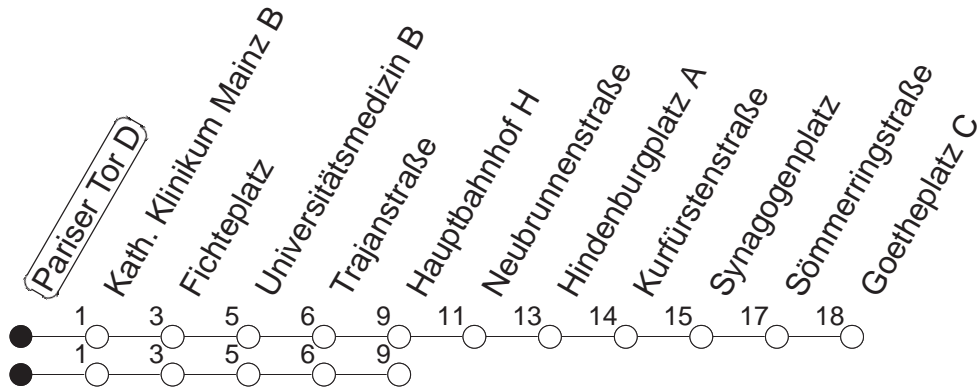 Pariser Tor D
Kath. Klinikum Mainz B
Fichteplatz
Universitätsmedizin B
Trajanstraße
Hauptbahnhof H
Neubrunnenstraße
Hindenburgplatz A
Kurfürstenstraße
Synagogenplatz
Sömmerringstraße
Goetheplatz C
1 3 5 6 9 11 13 14 15 17 18
1 3 5 6 9